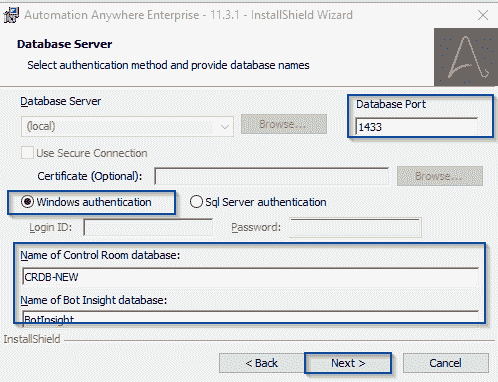 Automation Anywhere Enterprise - 11.3.1 - InstallShield Wizard
Database Server
Select authentication method and provide database names
Database Server
Database Port
(local)
Browse...
1433
Use Secure Connection
Certificate (Optional):
Browse...
Windows authentication
Sql Server authentication
Login ID:
Password:
Name of Control Room database:
CRDB-NEW
Name of Bot Insight database:
BotInsight
InstallShield
< Back
Next >
Cancel